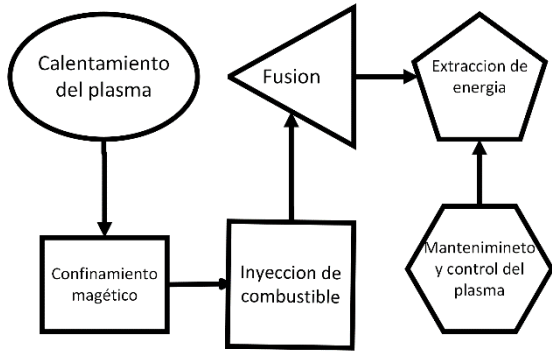 Calentamiento
del plasma
Confinamiento
magético
Inyeccion de
combustible
Fusion
Extraccion de
energia
Mantenimineto
y control del
plasma